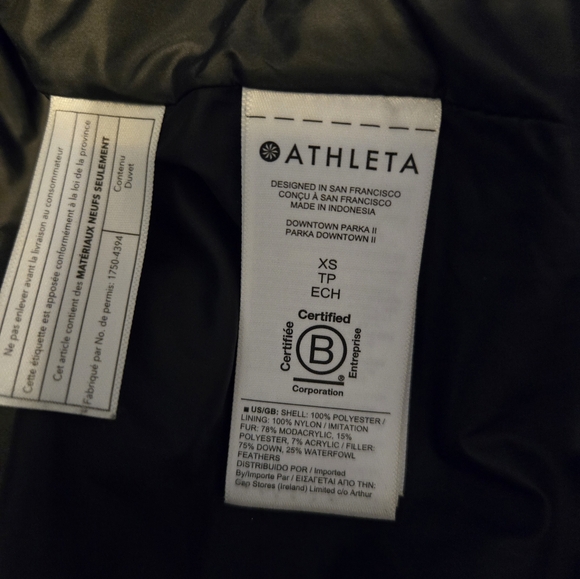 Ne pas enlever avant la livraison au consommateur
Cette étiquette est apposée conformément à la loi de la province
Cet article contient des MATÉRIAUX NEUFS SEULEMENT
Fabriqué par No. de permis: 1750-4394
Contenu
Duvet
ATHLETA
DESIGNED IN SAN FRANCISCO
CONÇU À SAN FRANCISCO
MADE IN INDONESIA
DOWNTOWN PARKA II
PARKA DOWNTOWN II
XS
TP
ECH
Certified
Certifiée
B
Entreprise
®
Corporation
■ US/GB: SHELL: 100% POLYESTER /
LINING: 100% NYLON / IMITATION
FUR: 78% MODACRYLIC, 15%
POLYESTER, 7% ACRYLIC / FILLER:
75% DOWN, 25% WATERFOWL
FEATHERS
DISTRIBUIDO POR / Imported
By/Importe Par / ΕΙΣΑΓΕΤΑΙ ΑΠΌ ΤΗΝ:
Gap Stores (Ireland) Limited c/o Arthur